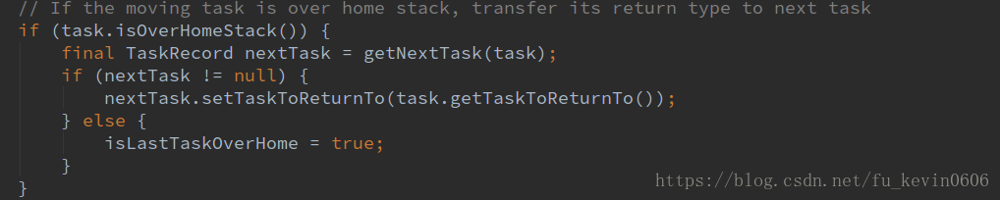 // If the moving task is over home stack, transfer its return type to next task
if (task.isOverHomeStack()) {
    final TaskRecord nextTask = getNextTask(task);
    if (nextTask != null) {
        nextTask.setTaskToReturnTo(task.getTaskToReturnTo());
    } else {
        isLastTaskOverHome = true;
    }
}
https://blog.csdn.net/fu_kevin0606